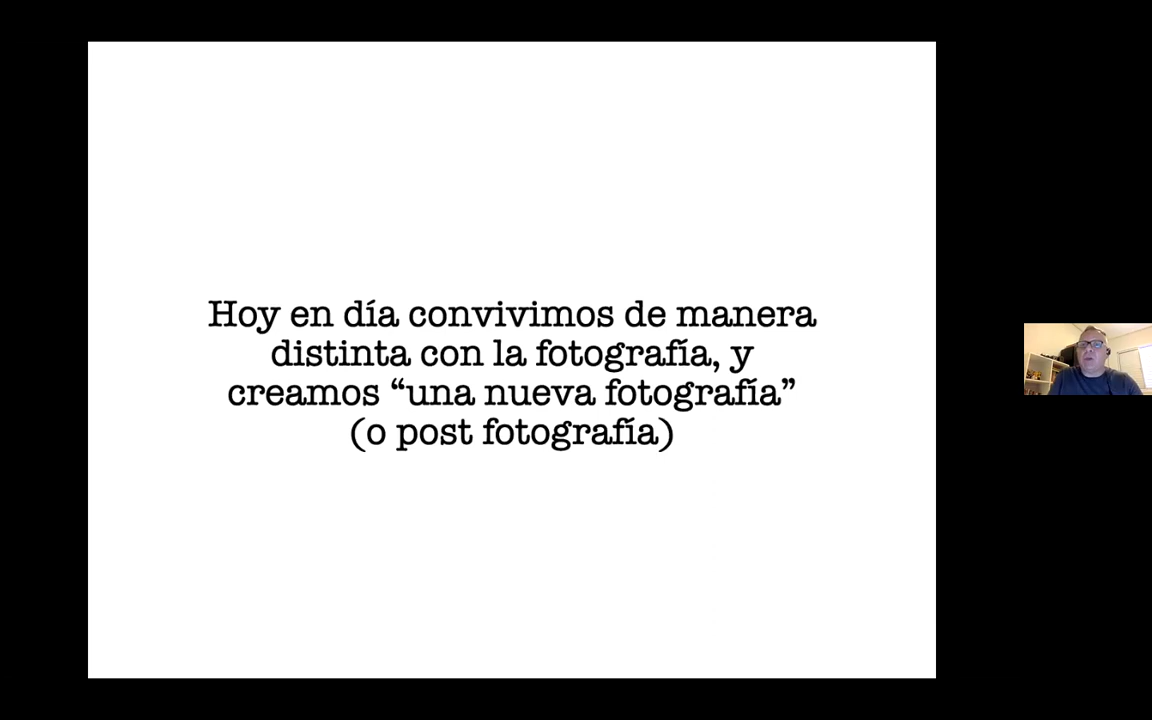 Hoy en día convivimos de manera
distinta con la fotografía, y
creamos “una nueva fotografía”
(o post fotografía)